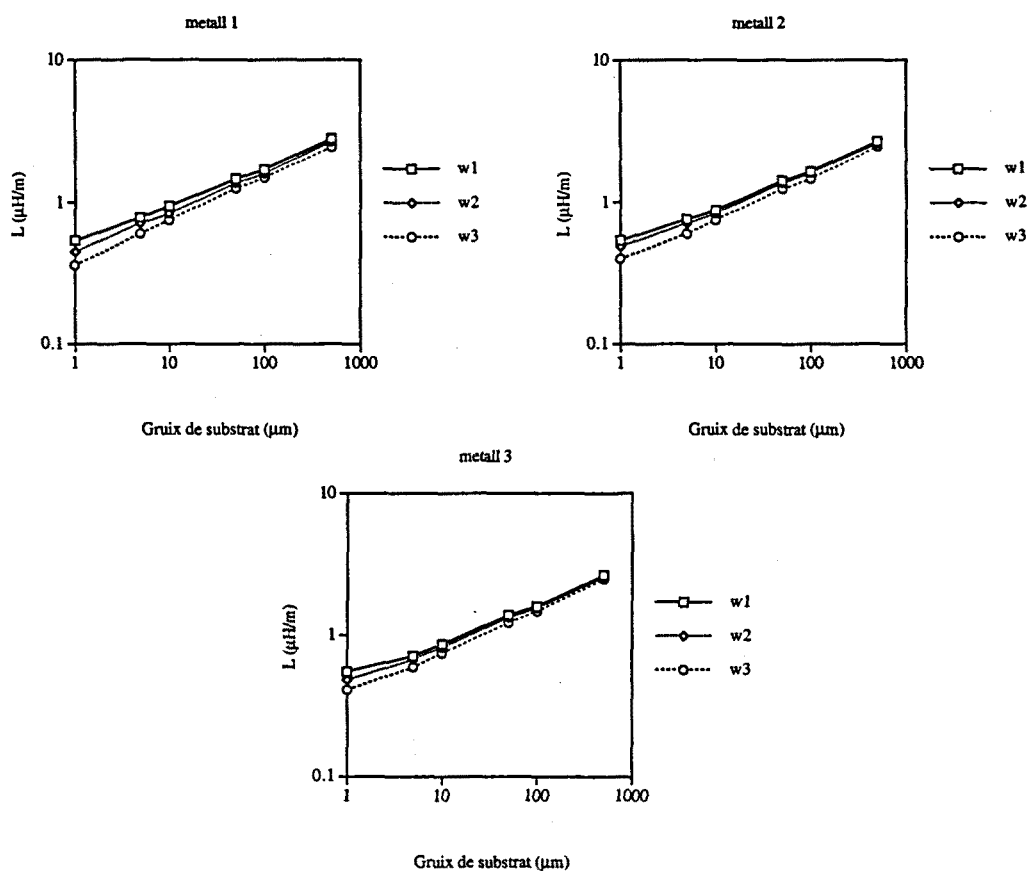 metall 1
10
1
0.1
L (µH/m)
1 10 100 1000
Gruix de substrat (µm)
w1
w2
w3
metall 2
10
1
0.1
L (µH/m)
1 10 100 1000
Gruix de substrat (µm)
w1
w2
w3
metall 3
10
1
0.1
L (µH/m)
1 10 100 1000
Gruix de substrat (µm)
w1
w2
w3